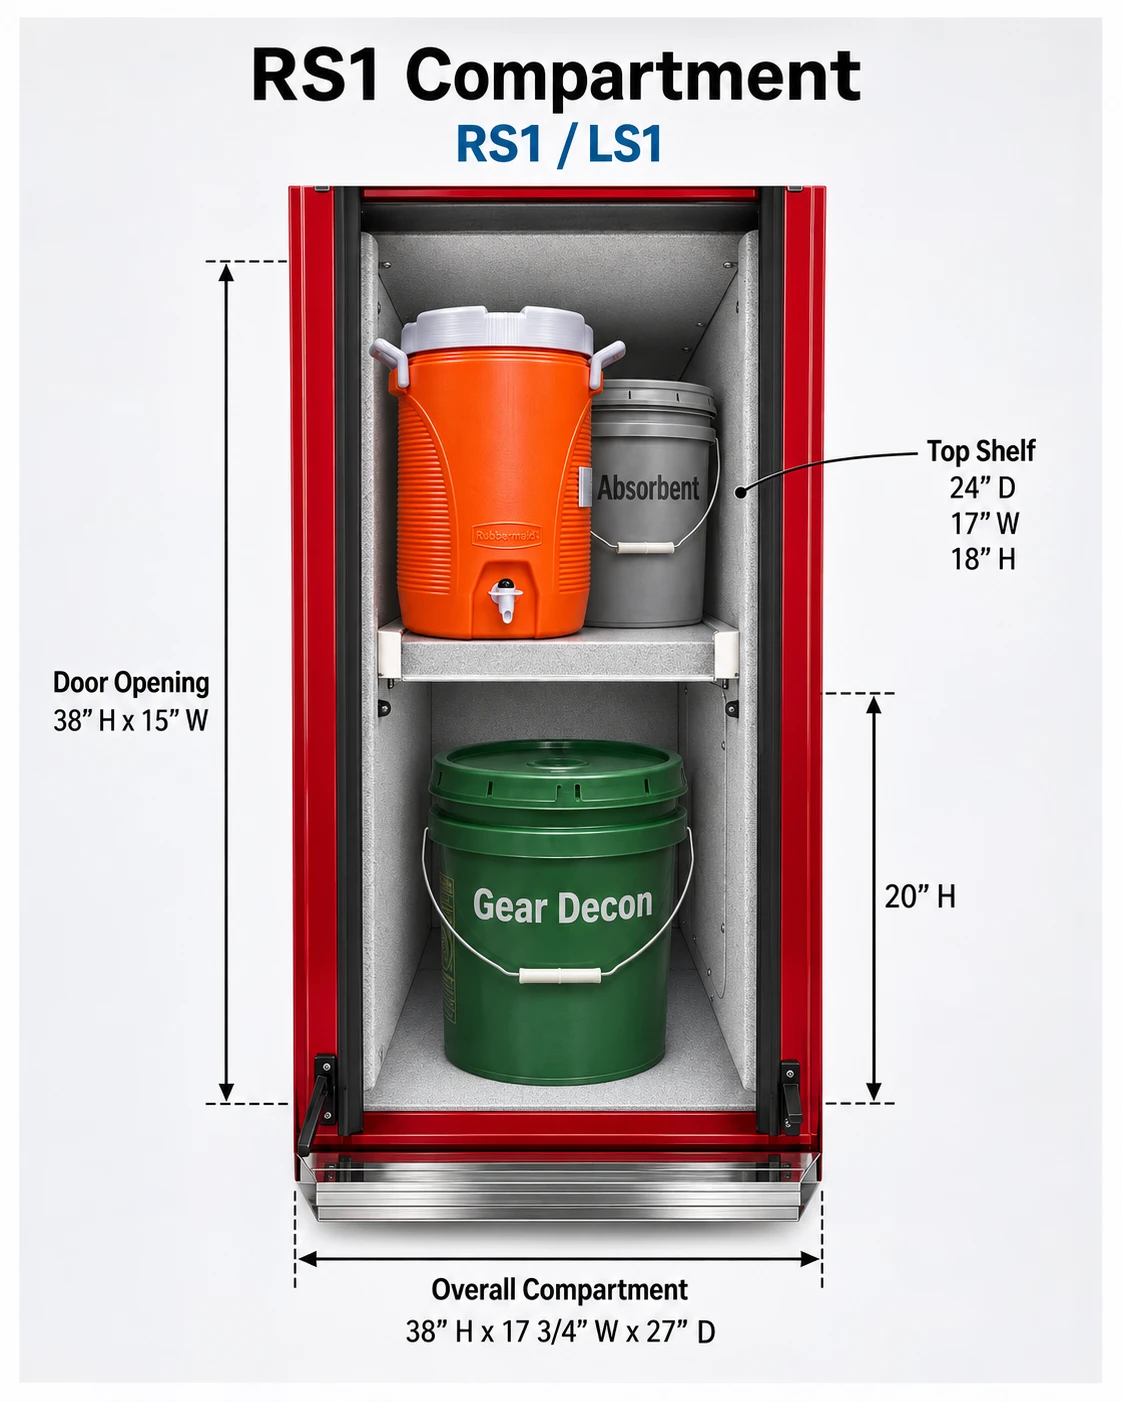 RS1 Compartment
RS1 / LS1
Absorbent
Rubbermaid
Top Shelf
24” D
17” W
18” H
Door Opening
38” H x 15” W
Gear Decon
20” H
Overall Compartment
38” H x 17 3/4” W x 27” D